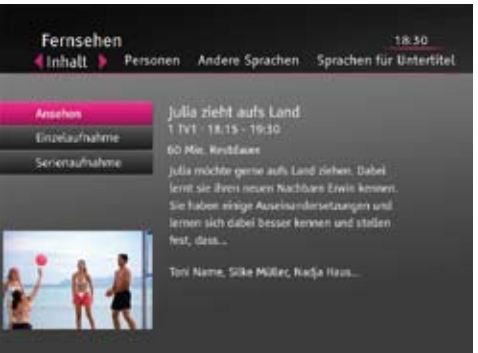 Fernsehen
18:30
Inhalt Personen Andere Sprachen Sprachen für Untertitel
Ansehen
Einzelaufnahme
Serienaufnahme
Julia zieht aufs Land
1 TV1 · 18.15 - 19:30
60 Min. Restdauer
Julia möchte gerne aufs Land ziehen. Dabei
lernt sie ihren neuen Nachbarn Erwin kennen.
Sie haben einige Auseinandersetzungen und
lernen sich dabei besser kennen und stellen
fest, dass...
Toni Name, Silke Müller, Nadja Haus...